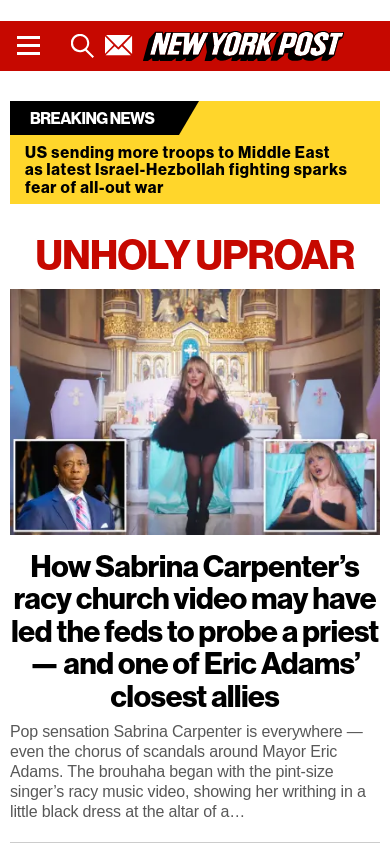 NEW YORK POST
BREAKING NEWS
US sending more troops to Middle East
as latest Israel-Hezbollah fighting sparks
fear of all-out war
UNHOLY UPROAR
How Sabrina Carpenter’s
racy church video may have
led the feds to probe a priest
— and one of Eric Adams’
closest allies
Pop sensation Sabrina Carpenter is everywhere —
even the chorus of scandals around Mayor Eric
Adams. The brouhaha began with the pint-size
singer’s racy music video, showing her writhing in a
little black dress at the altar of a…